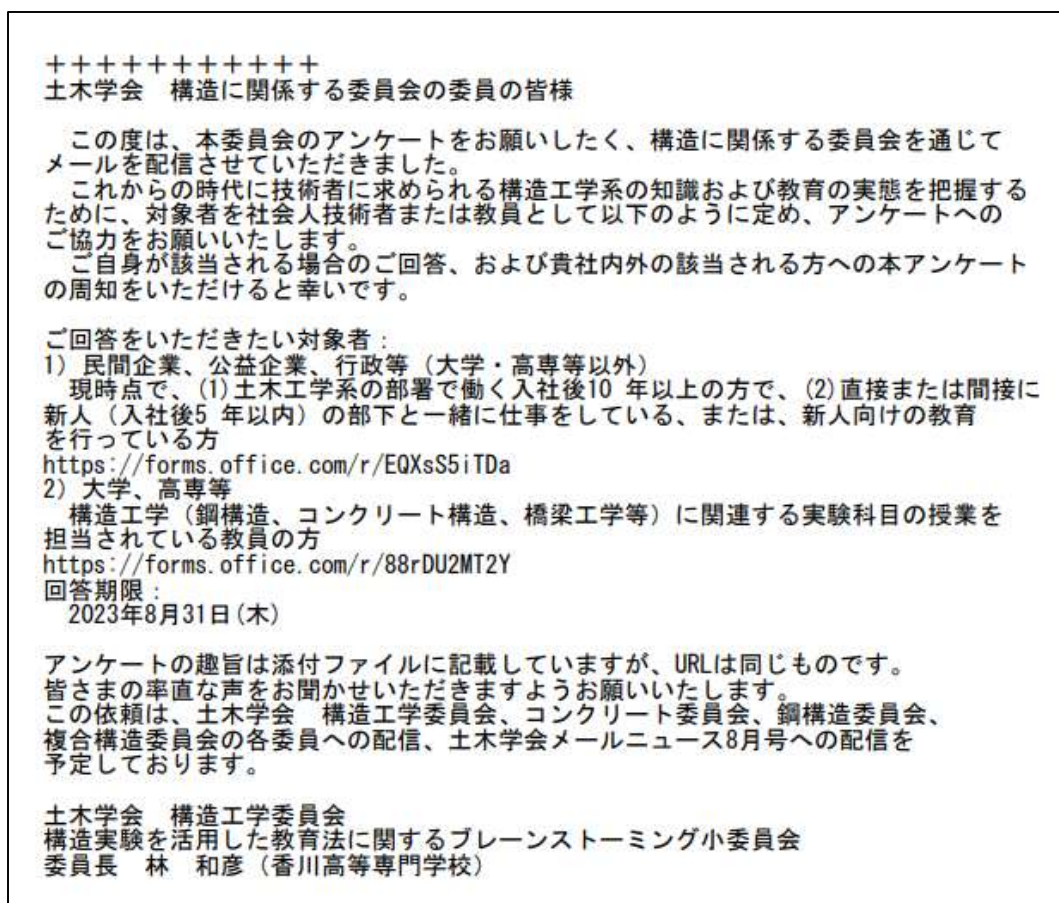 +++++++++++
土木学会　構造に関係する委員会の委員の皆様
　この度は、本委員会のアンケートをお願いしたく、構造に関係する委員会を通じて
メールを配信させていただきました。
　これからの時代に技術者に求められる構造工学系の知識および教育の実態を把握する
ために、対象者を社会人技術者または教員として以下のように定め、アンケートへの
ご協力をお願いいたします。
　ご自身が該当される場合のご回答、および貴社内外の該当される方への本アンケート
の周知をいただけると幸いです。
ご回答をいただきたい対象者：
1) 民間企業、公益企業、行政等（大学・高専等以外）
　現時点で、(1)土木工学系の部署で働く入社後10 年以上の方で、(2)直接または間接に
新人（入社後5 年以内）の部下と一緒に仕事をしている、または、新人向けの教育
を行っている方
https://forms.office.com/r/EQXsS5iTDa
2) 大学、高専等
　構造工学（鋼構造、コンクリート構造、橋梁工学等）に関連する実験科目の授業を
担当されている教員の方
https://forms.office.com/r/88rDU2MT2Y
回答期限：
　2023年8月31日(木)
アンケートの趣旨は添付ファイルに記載していますが、URLは同じものです。
皆さまの率直な声をお聞かせいただきますようお願いいたします。
この依頼は、土木学会　構造工学委員会、コンクリート委員会、鋼構造委員会、
複合構造委員会の各委員への配信、土木学会メールニュース8月号への配信を
予定しております。
土木学会　構造工学委員会
構造実験を活用した教育法に関するブレーンストーミング小委員会
委員長　林　和彦（香川高等専門学校）